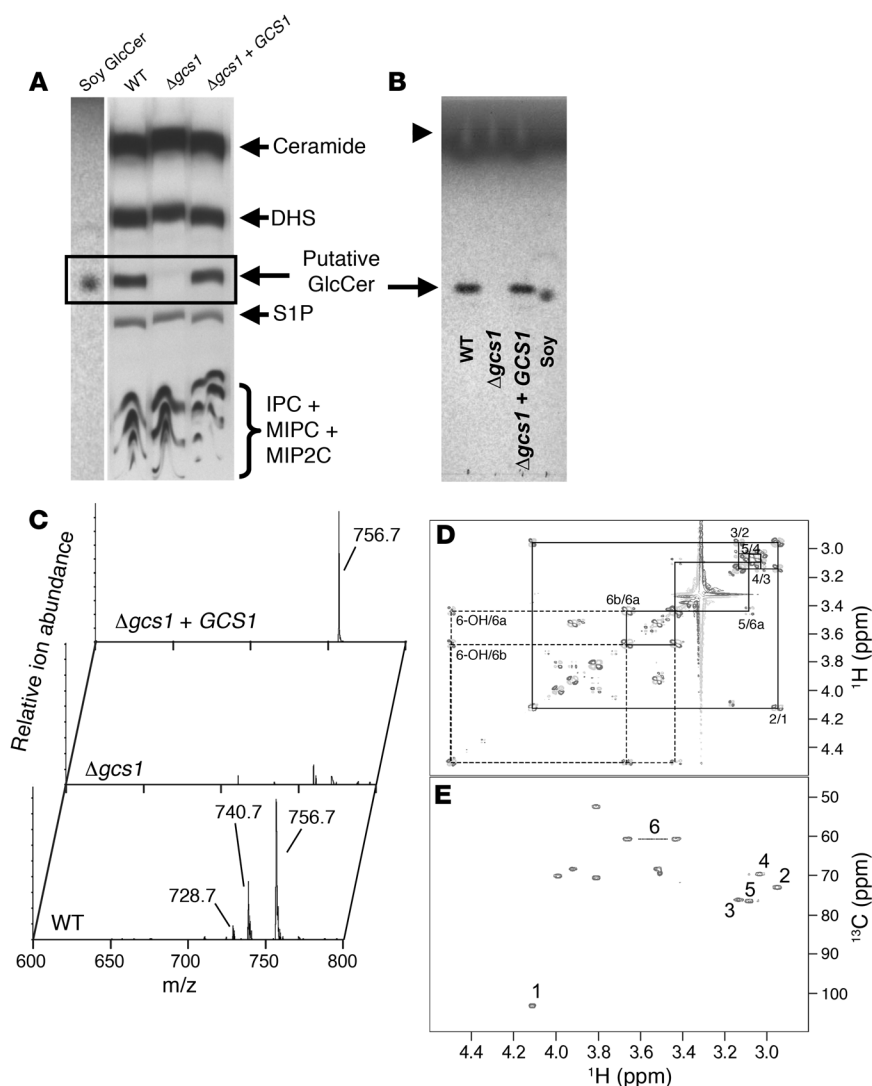 A
Soy GlcCer
WT
Δgcs1
Δgcs1 + GCS1
Ceramide
DHS
Putative
GlcCer
S1P
IPC +
MIPC +
MIP2C
B
WT
Δgcs1
Δgcs1 + GCS1
Soy
C
Relative ion abundance
756.7
Δgcs1 + GCS1
Δgcs1
740.7
756.7
728.7
WT
600
650
700
750
800
m/z
D
3/2
5/4
4/3
6b/6a
6-OH/6a
5/6a
6-OH/6b
2/1
3.0
3.2
3.4
3.6
3.8
4.0
4.2
4.4
1H (ppm)
E
6
4
5
2
3
1
50
60
70
80
90
100
13C (ppm)
4.4 4.2 4.0 3.8 3.6 3.4 3.2 3.0
1H (ppm)